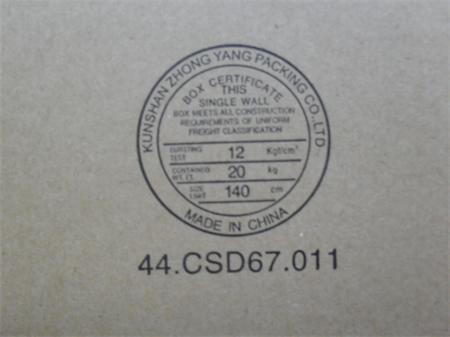 KUNSHAN ZHONG YANG PACKING CO.,LTD.
BOX CERTIFICATE
THIS
SINGLE WALL
BOX MEETS ALL CONSTRUCTION
REQUIREMENTS OF UNIFORM
FREIGHT CLASSIFICATION
BURSTING TEST 12 Kgf/cm²
CONTAINED WT. CT. 20 kg
SIZE LIMIT 140 cm
MADE IN CHINA
44.CSD67.011